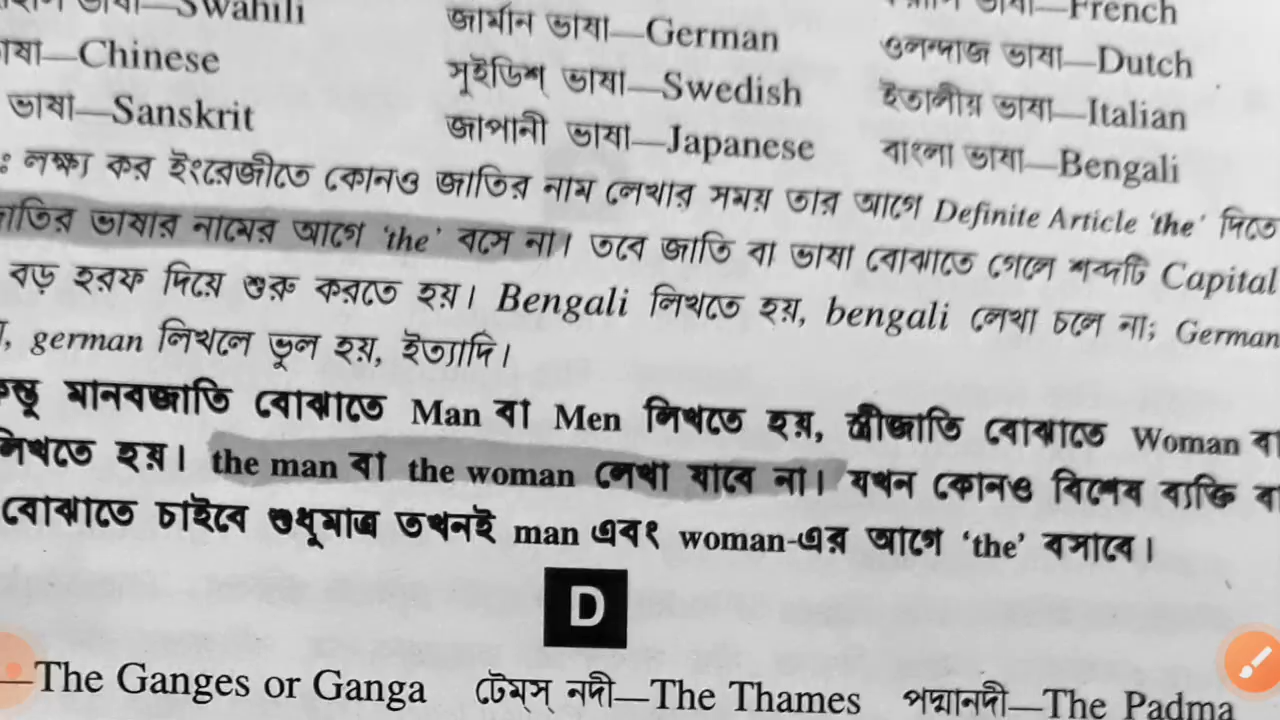 ভাষা—Swahili জার্মান ভাষা—German ভাষা—French
ভাষা—Chinese সুইডিশ্ ভাষা—Swedish ওলন্দাজ ভাষা—Dutch
ভাষা—Sanskrit জাপানী ভাষা—Japanese ইতালীয় ভাষা—Italian
বাংলা ভাষা—Bengali
ঃ লক্ষ্য কর ইংরেজীতে কোনও জাতির নাম লেখার সময় তার আগে Definite Article 'the' দিতে
জাতির ভাষার নামের আগে 'the' বসে না। তবে জাতি বা ভাষা বোঝাতে গেলে শব্দটি Capital
বড় হরফ দিয়ে শুরু করতে হয়। Bengali লিখতে হয়, bengali লেখা চলে না; German
, german লিখলে ভুল হয়, ইত্যাদি।
মানবজাতি বোঝাতে Man বা Men লিখতে হয়, স্ত্রীজাতি বোঝাতে Woman বা
লিখতে হয়। the man বা the woman লেখা যাবে না। যখন কোনও বিশেষ ব্যক্তি বা
বোঝাতে চাইবে শুধুমাত্র তখনই man এবং woman-এর আগে 'the' বসাবে।
D
—The Ganges or Ganga টেম্স্ নদী—The Thames পদ্মানদী—The Padma